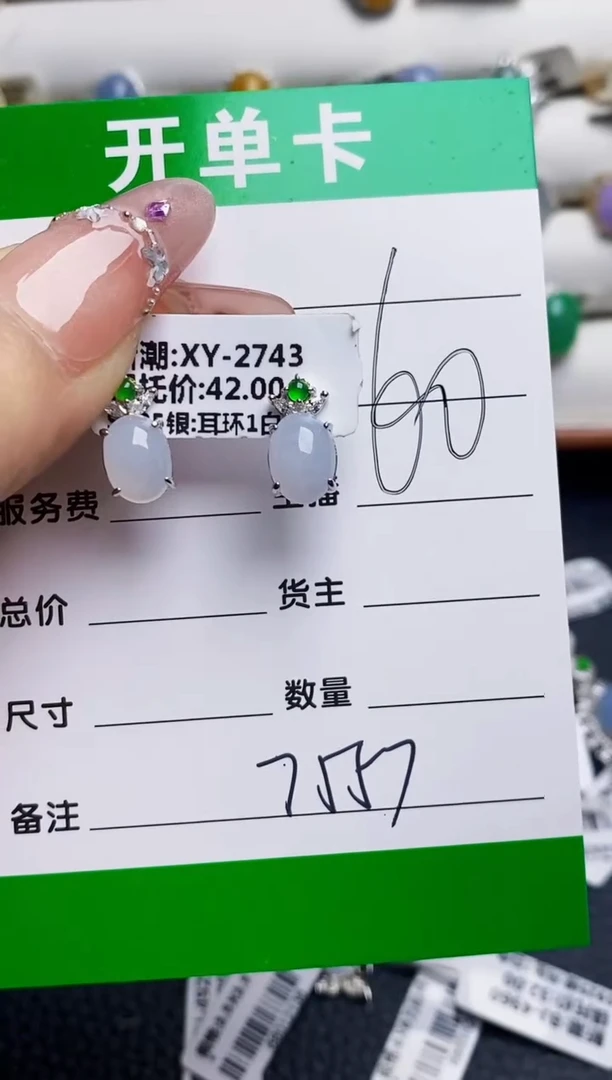 开单卡
潮:XY-2743
托价:42.00
银:耳环1白
60
服务费
总价 货主
尺寸 数量
备注 7557